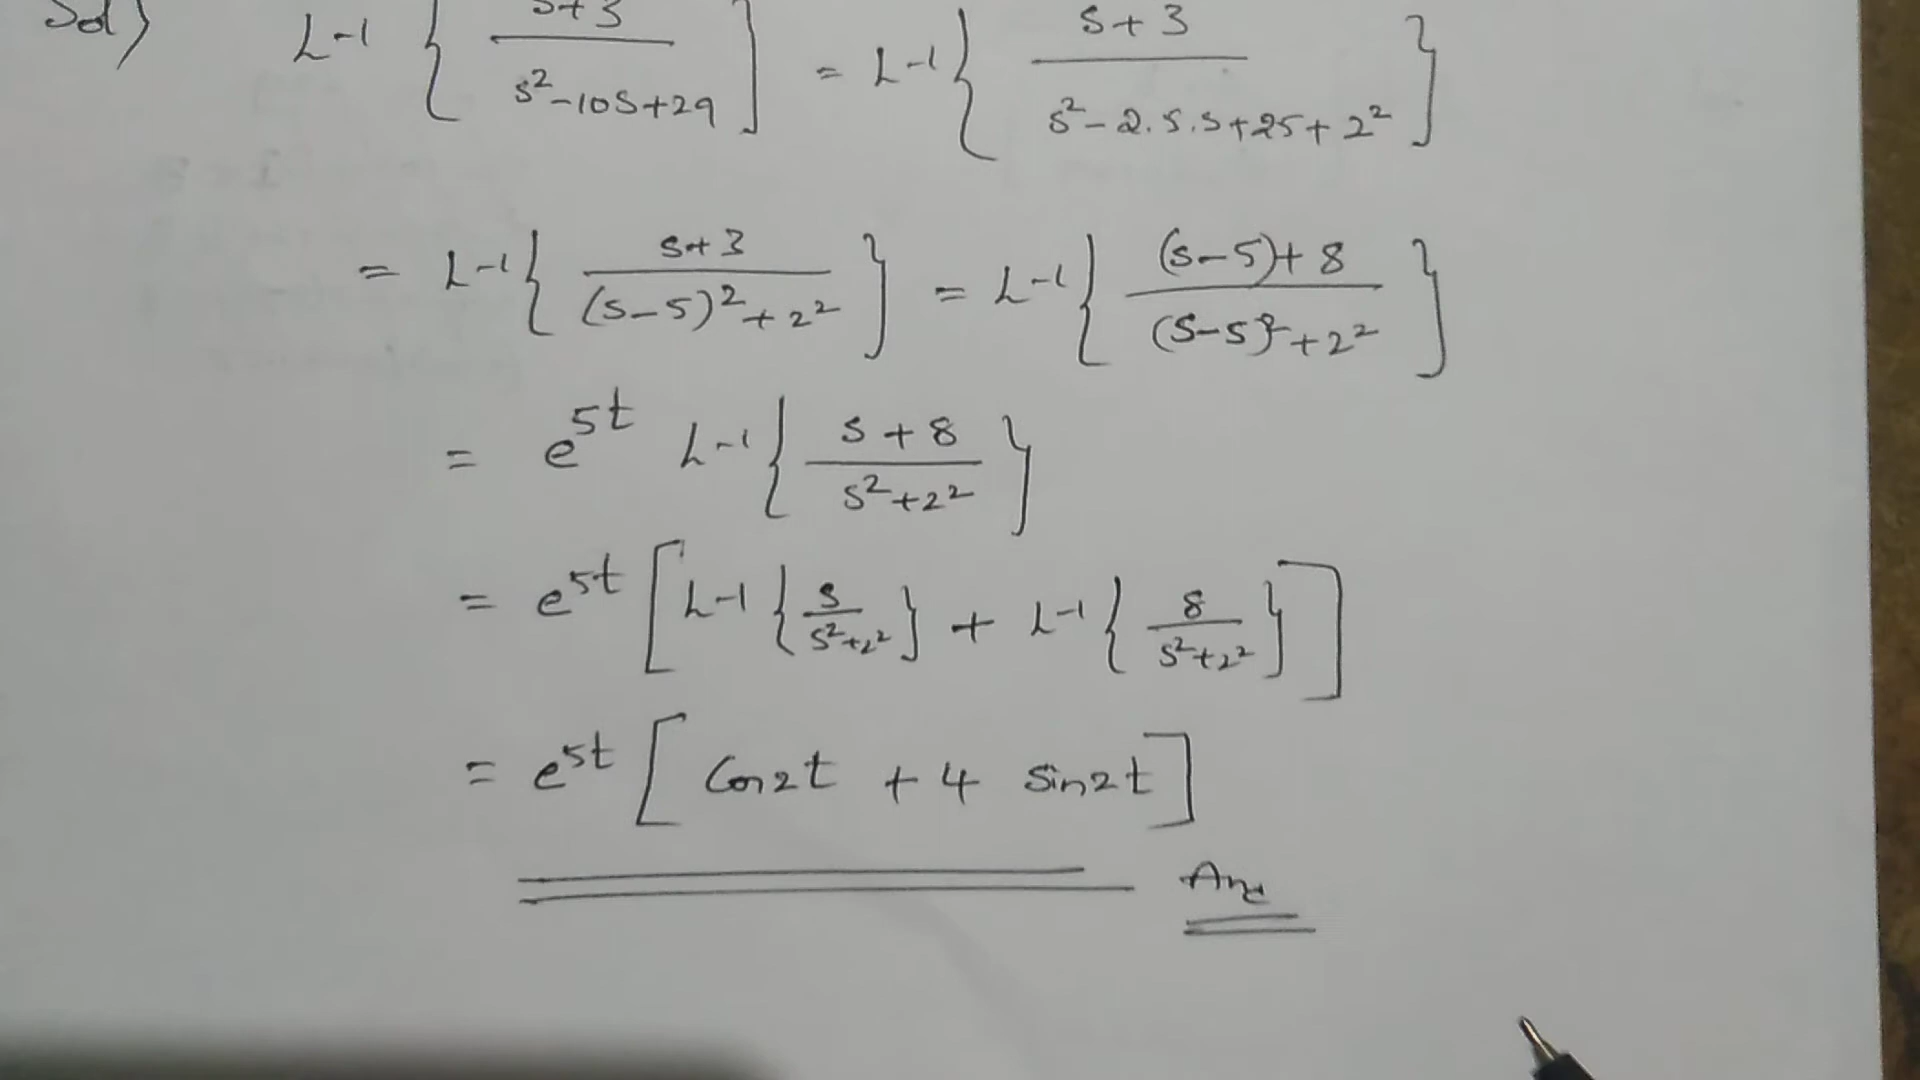 Sol) L-1 { s+3 / s²-10s+29 } = L-1 { s+3 / s²-2.5.s+25+2² }
= L-1 { s+3 / (s-5)²+2² } = L-1 { (s-5)+8 / (s-5)²+2² }
= e^5t L-1 { s+8 / s²+2² }
= e^5t [ L-1 { s / s²+2² } + L-1 { 8 / s²+2² } ]
= e^5t [ Cos2t + 4 Sin2t ]
Ans